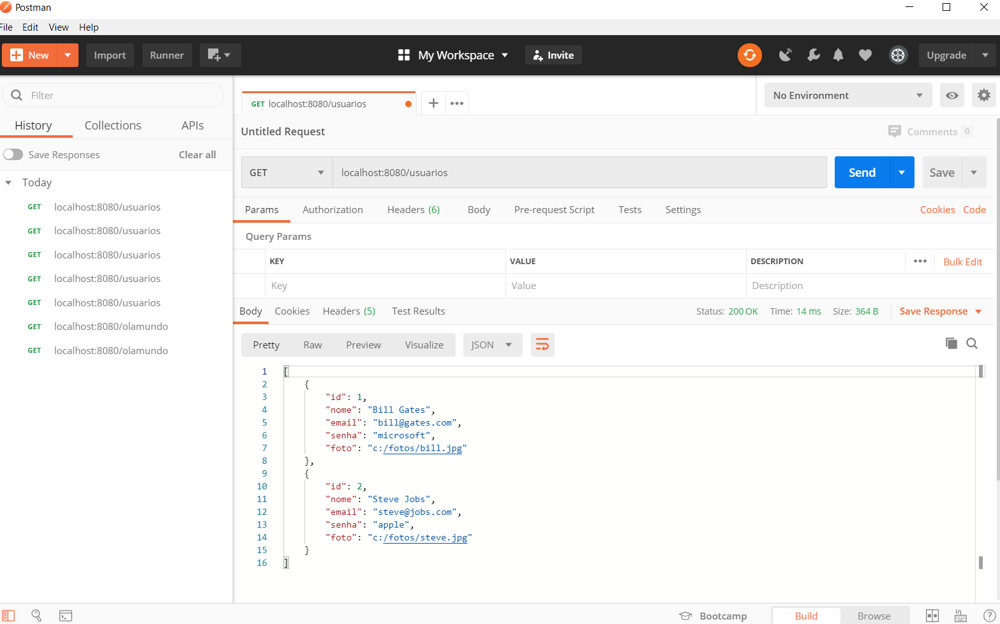 Postman
File Edit View Help
New Import Runner My Workspace Invite Upgrade
Filter
History Collections APIs
Save Responses Clear all
Today
GET localhost:8080/usuarios
GET localhost:8080/usuarios
GET localhost:8080/usuarios
GET localhost:8080/usuarios
GET localhost:8080/usuarios
GET localhost:8080/olamundo
GET localhost:8080/olamundo
GET localhost:8080/usuarios
No Environment
Untitled Request Comments 0
GET localhost:8080/usuarios Send Save
Params Authorization Headers (6) Body Pre-request Script Tests Settings Cookies Code
Query Params
KEY VALUE DESCRIPTION ••• Bulk Edit
Key Value Description
Body Cookies Headers (5) Test Results Status: 200 OK Time: 14 ms Size: 364 B Save Response
Pretty Raw Preview Visualize JSON
1 [
2 {
3 "id": 1,
4 "nome": "Bill Gates",
5 "email": "bill@gates.com",
6 "senha": "microsoft",
7 "foto": "c:/fotos/bill.jpg"
8 },
9 {
10 "id": 2,
11 "nome": "Steve Jobs",
12 "email": "steve@jobs.com",
13 "senha": "apple",
14 "foto": "c:/fotos/steve.jpg"
15 }
16 ]
Bootcamp Build Browse